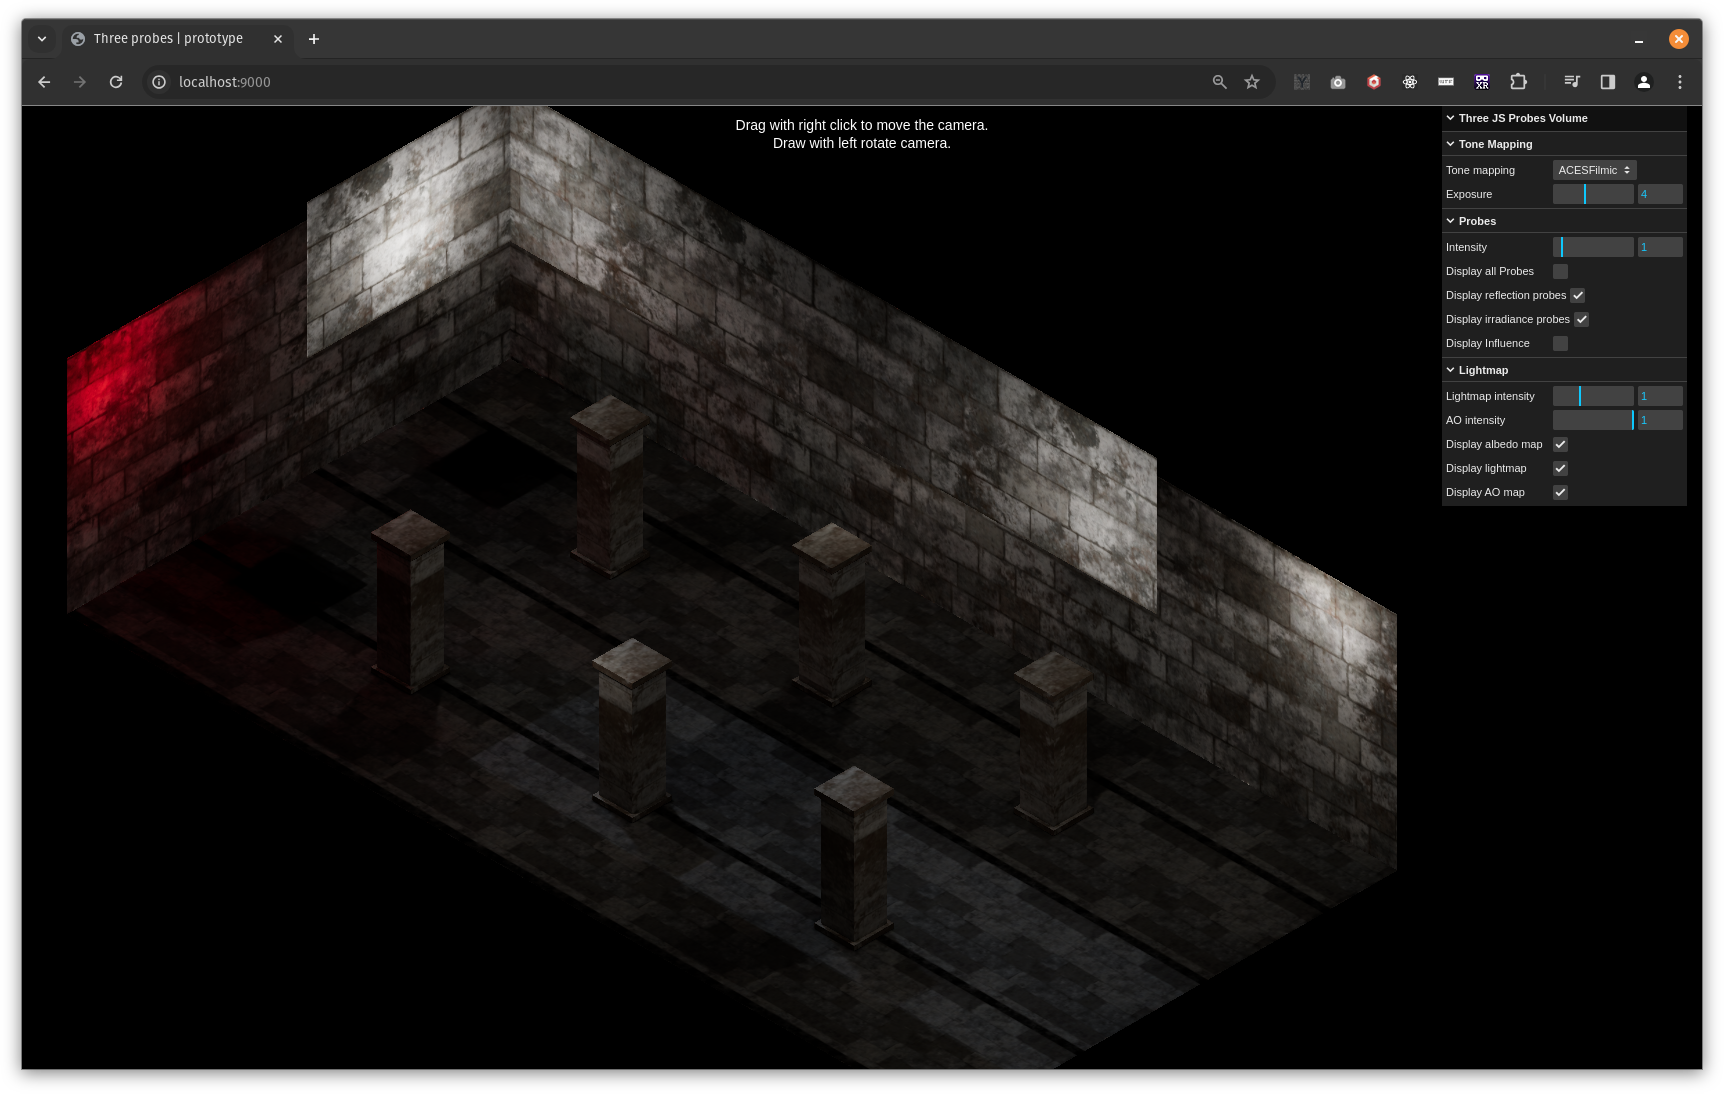 Three probes | prototype
localhost:9000
XR
Drag with right click to move the camera.
Draw with left rotate camera.
Three JS Probes Volume
Tone Mapping
Tone mapping ACESFilmic
Exposure 4
Probes
Intensity 1
Display all Probes
Display reflection probes
Display irradiance probes
Display Influence
Lightmap
Lightmap intensity 1
AO intensity 1
Display albedo map
Display lightmap
Display AO map